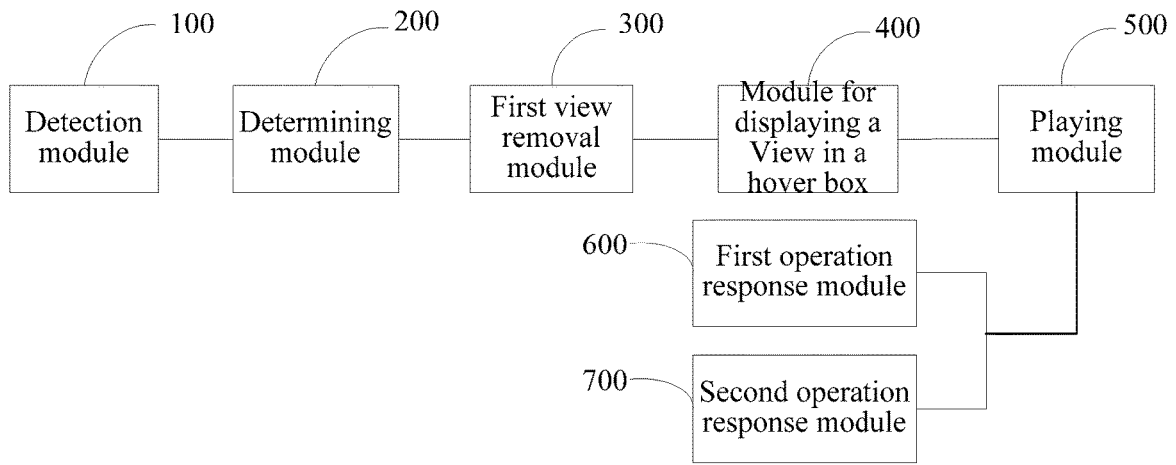 100
200
300
400
500
Detection
module
Determining
module
First view
removal
module
Module for
displaying a
View in a
hover box
Playing
module
600
First operation
response module
700
Second operation
response module